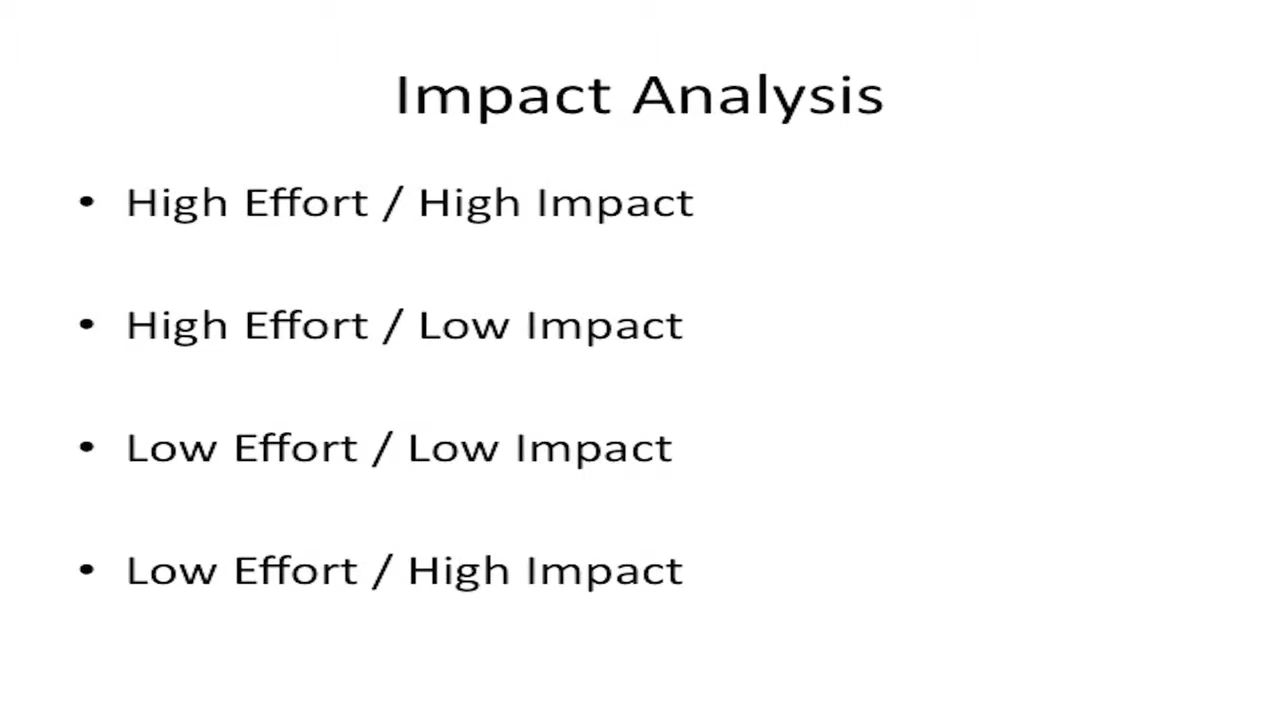 Impact Analysis
• High Effort / High Impact
• High Effort / Low Impact
• Low Effort / Low Impact
• Low Effort / High Impact